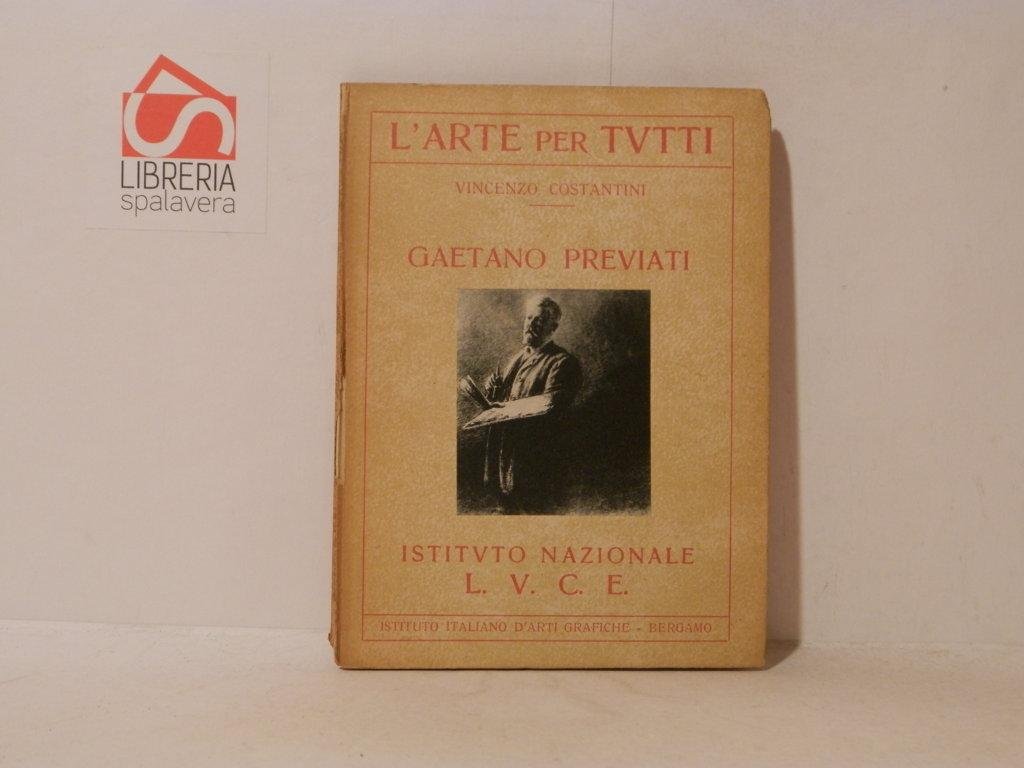 LIBRERIA
spalavera
L'ARTE PER TVTTI
VINCENZO COSTANTINI
GAETANO PREVIATI
ISTITVTO NAZIONALE
L. V. C. E.
ISTITUTO ITALIANO D'ARTI GRAFICHE - BERGAMO